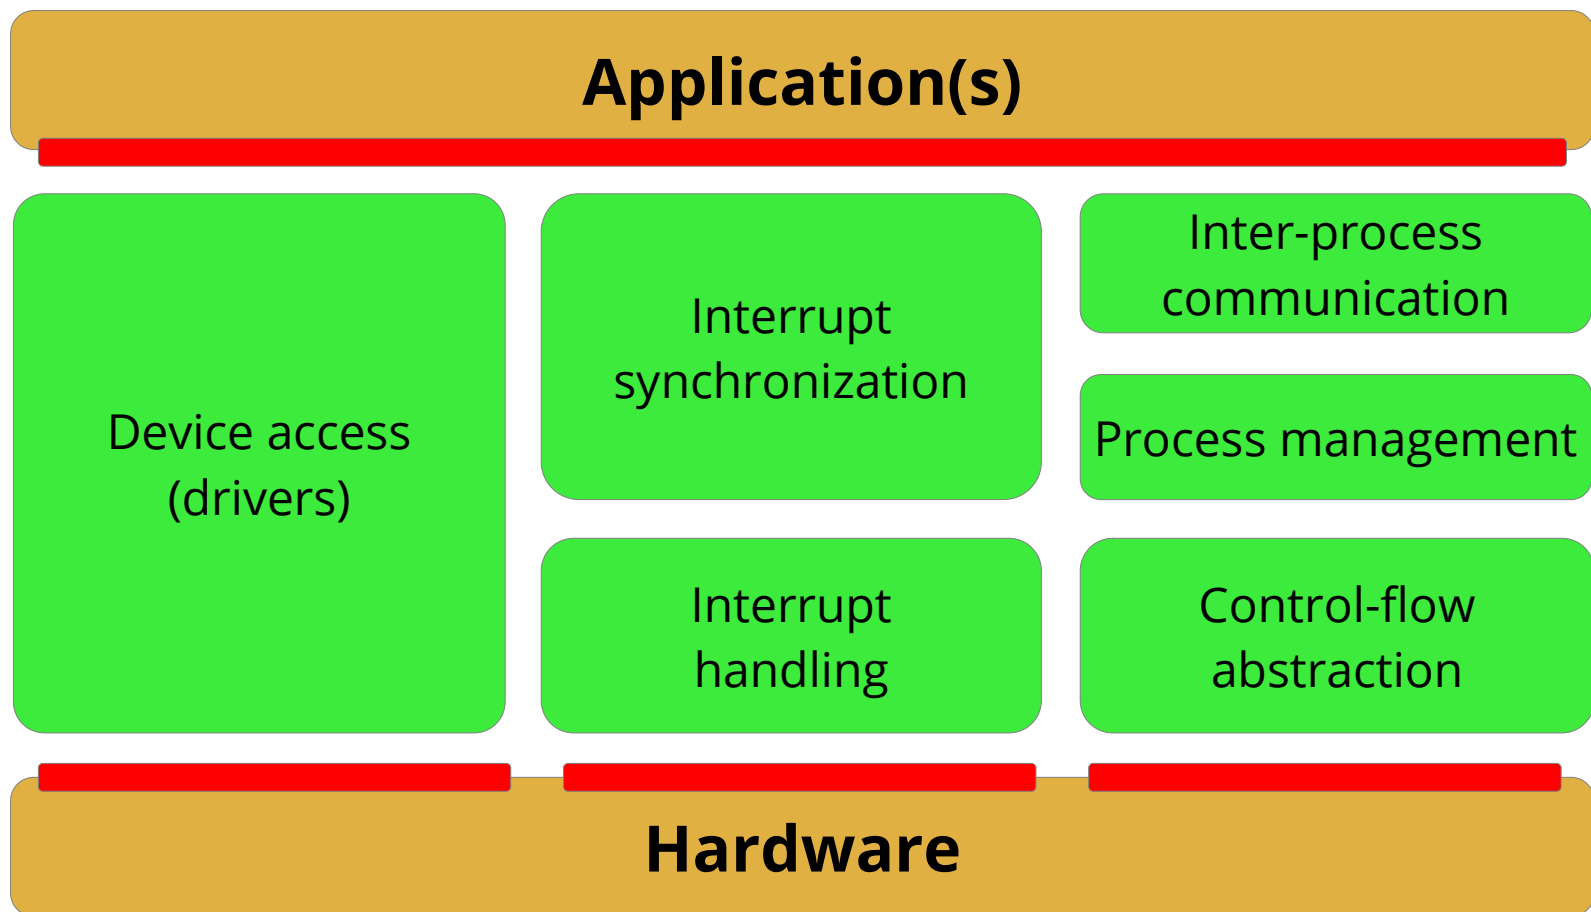 Application(s)
Device access
(drivers)
Interrupt
synchronization
Interrupt
handling
Inter-process
communication
Process management
Control-flow
abstraction
Hardware